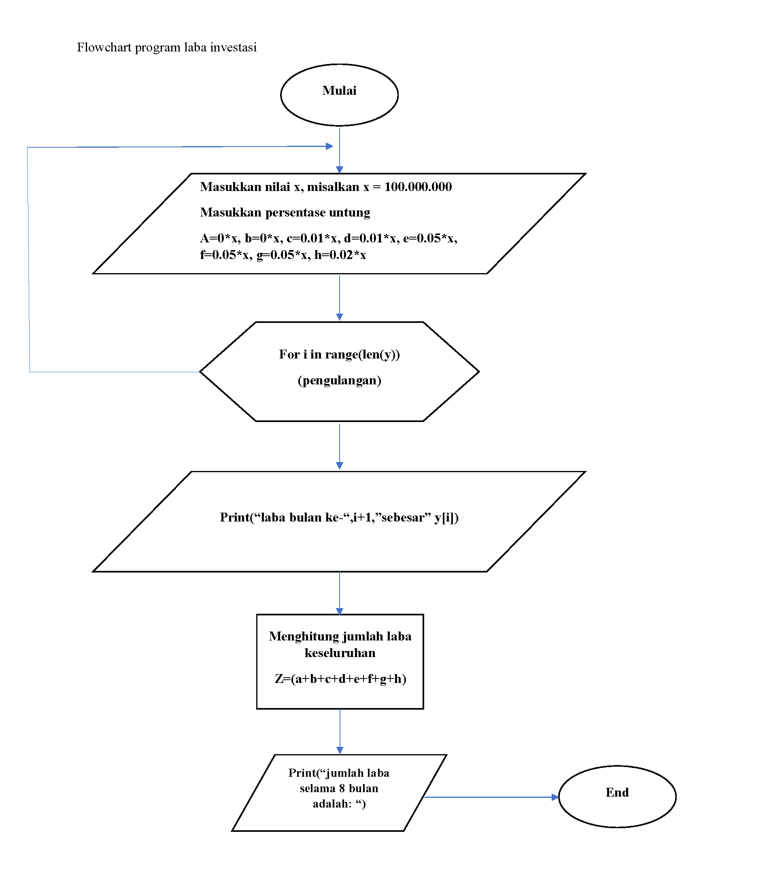 Flowchart program laba investasi
Mulai
Masukkan nilai x, misalkan x = 100.000.000
Masukkan persentase untung
A=0*x, b=0*x, c=0.01*x, d=0.01*x, e=0.05*x,
f=0.05*x, g=0.05*x, h=0.02*x
For i in range(len(y))
(pengulangan)
Print(“laba bulan ke-“,i+1,”sebesar” y[i])
Menghitung jumlah laba
keseluruhan
Z=(a+b+c+d+e+f+g+h)
Print(“jumlah laba
selama 8 bulan
adalah: “)
End